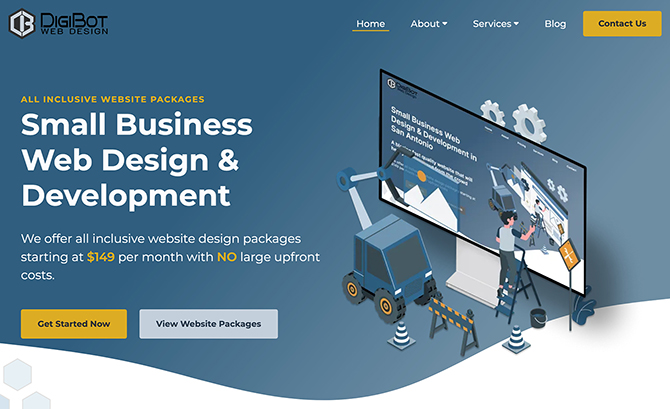 DIGIBOT
WEB DESIGN
Home
About
Services
Blog
Contact Us
ALL INCLUSIVE WEBSITE PACKAGES
Small Business
Web Design &
Development
We offer all inclusive website design packages
starting at $149 per month with NO large upfront
costs.
Get Started Now
View Website Packages
DIGIBOT
Small Business Web
Design & Development in
San Antonio